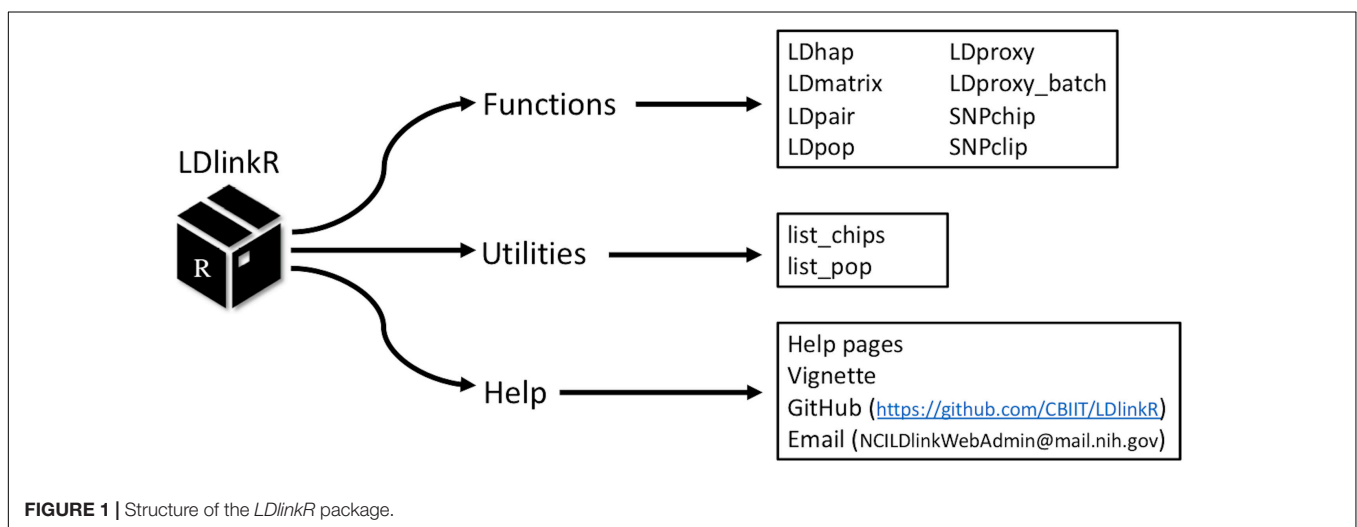 LDlinkR
R
Functions
LDhap LDproxy
LDmatrix LDproxy_batch
LDpair SNPchip
LDpop SNPclip
Utilities
list_chips
list_pop
Help
Help pages
Vignette
GitHub (https://github.com/CBIIT/LDlinkR)
Email (NCILDlinkWebAdmin@mail.nih.gov)
FIGURE 1 | Structure of the LDlinkR package.